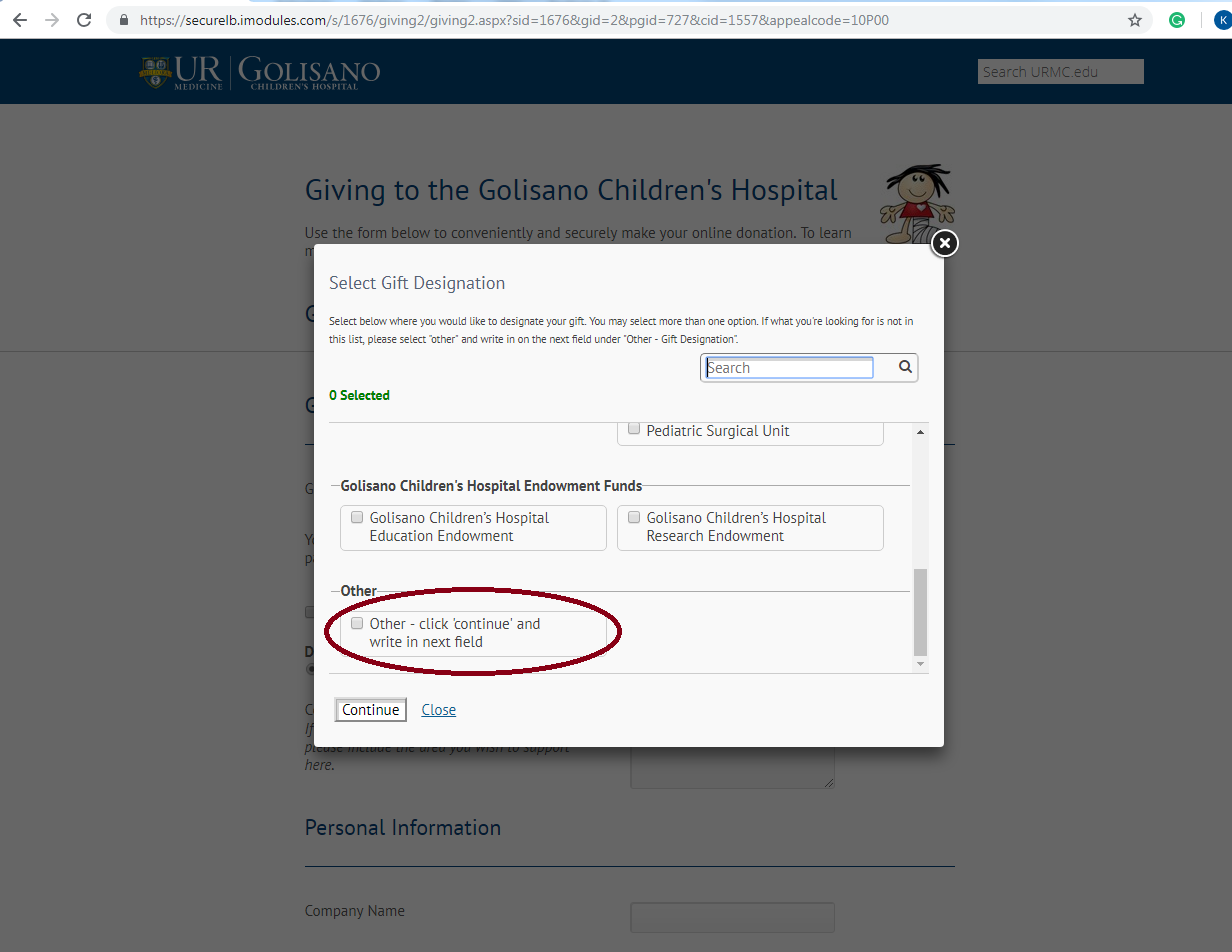 https://securelb.imodules.com/s/1676/giving2/giving2.aspx?sid=1676&gid=2&pgid=727&cid=1557&appealcode=10P00
G
K
MELIORA
UR
MEDICINE
GOLISANO
CHILDREN'S HOSPITAL
Search URMC.edu
Giving to the Golisano Children's Hospital
Use the form below to conveniently and securely make your online donation. To learn
m
G
Select Gift Designation
Select below where you would like to designate your gift. You may select more than one option. If what you're looking for is not in
this list, please select "other" and write in on the next field under "Other - Gift Designation".
Search
0 Selected
G
Pediatric Surgical Unit
G
Golisano Children's Hospital Endowment Funds
Golisano Children’s Hospital
Education Endowment
Golisano Children’s Hospital
Research Endowment
Y
p
Other
Other - click 'continue' and
write in next field
D
Continue
Close
C
If
please include the area you wish to support
here.
Personal Information
Company Name